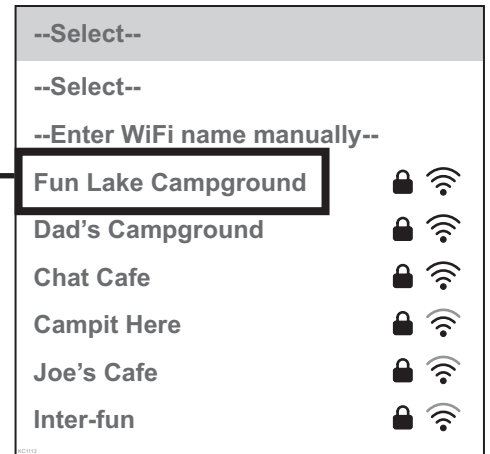 --Select--
--Select--
--Enter WiFi name manually--
Fun Lake Campground
Dad's Campground
Chat Cafe
Campit Here
Joe's Cafe
Inter-fun
KC1113